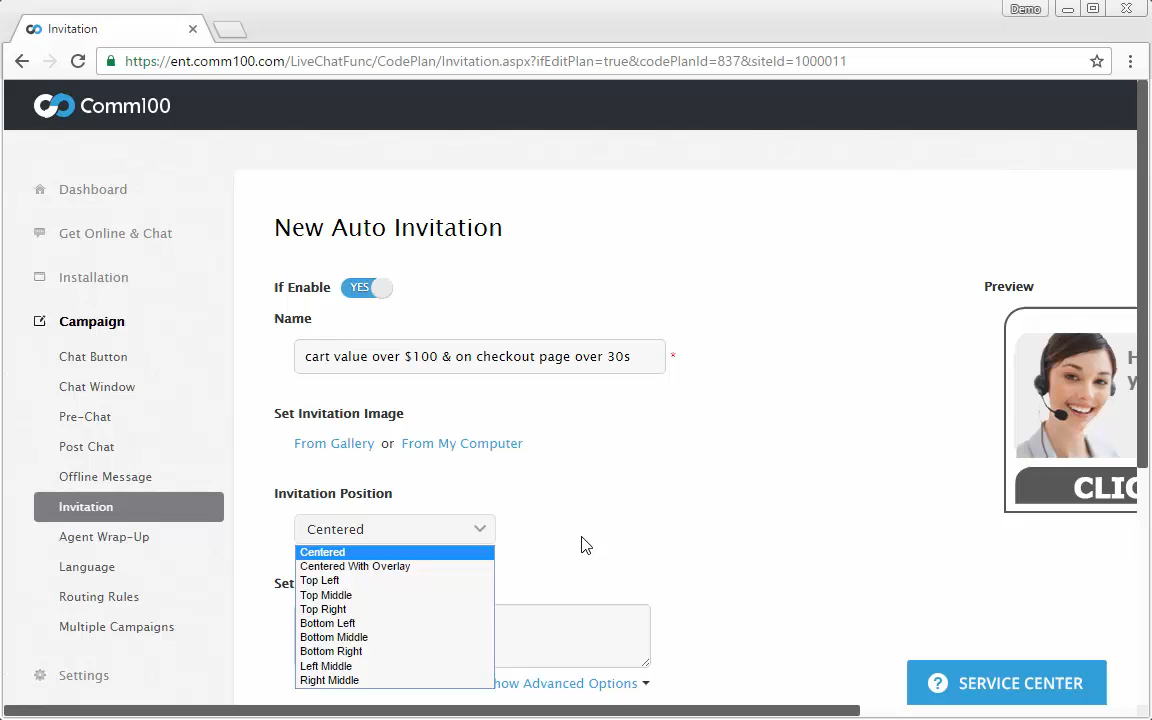 Demo
Invitation
https://ent.comm100.com/LiveChatFunc/CodePlan/Invitation.aspx?ifEditPlan=true&codePlanId=837&siteId=1000011
Comm100
Dashboard
Get Online & Chat
Installation
Campaign
Chat Button
Chat Window
Pre-Chat
Post Chat
Offline Message
Invitation
Agent Wrap-Up
Language
Routing Rules
Multiple Campaigns
Settings
New Auto Invitation
If Enable YES
Name
cart value over $100 & on checkout page over 30s *
Set Invitation Image
From Gallery or From My Computer
Invitation Position
Centered
Centered
Centered With Overlay
Top Left
Top Middle
Top Right
Bottom Left
Bottom Middle
Bottom Right
Left Middle
Right Middle
Set
how Advanced Options
Preview
H
y
CLIC
? SERVICE CENTER